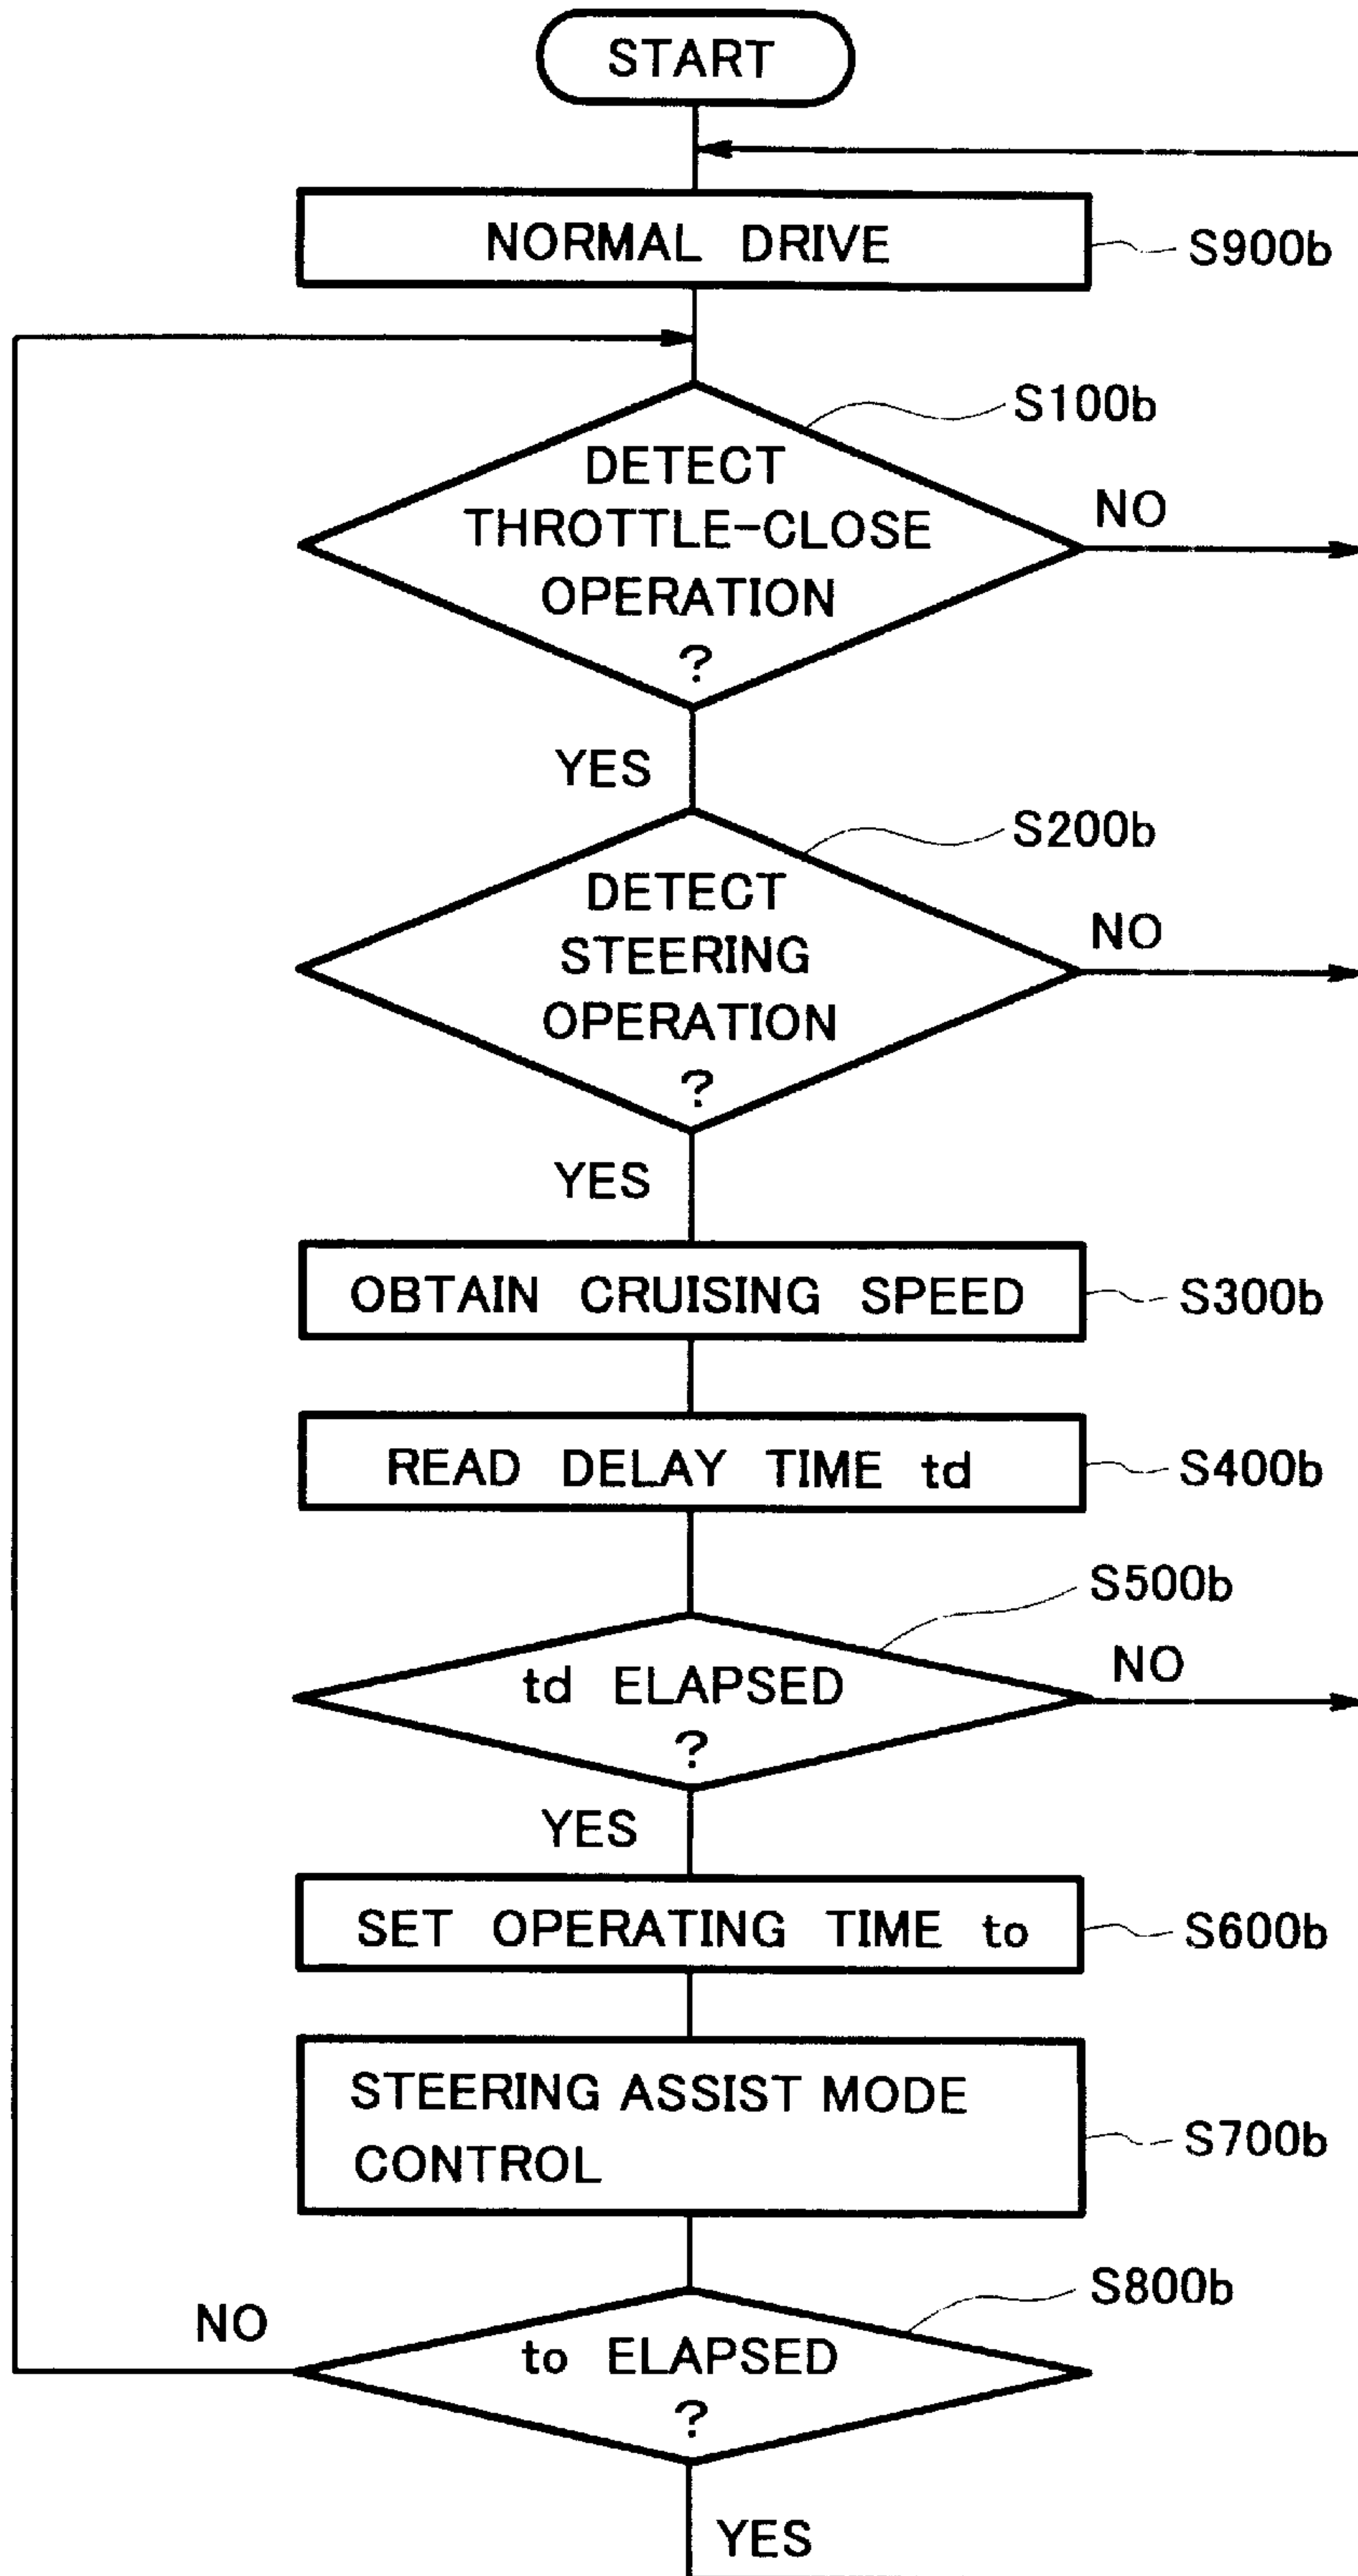 START
NORMAL DRIVE
S900b
S100b
DETECT
THROTTLE-CLOSE
OPERATION
?
NO
YES
S200b
DETECT
STEERING
OPERATION
?
NO
YES
OBTAIN CRUISING SPEED
S300b
READ DELAY TIME td
S400b
S500b
td ELAPSED
?
NO
YES
SET OPERATING TIME to
S600b
STEERING ASSIST MODE
CONTROL
S700b
S800b
NO
to ELAPSED
?
YES